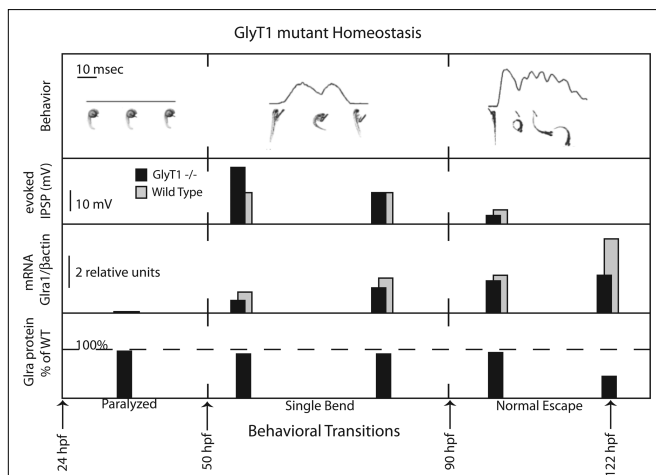 GlyT1 mutant Homeostasis
10 msec
Behavior
GlyT1 -/-
Wild Type
evoked
IPSP (mV)
10 mV
mRNA
Glra1/βactin
2 relative units
Glra protein
% of WT
100%
Paralyzed
Single Bend
Normal Escape
Behavioral Transitions
24 hpf
50 hpf
90 hpf
122 hpf